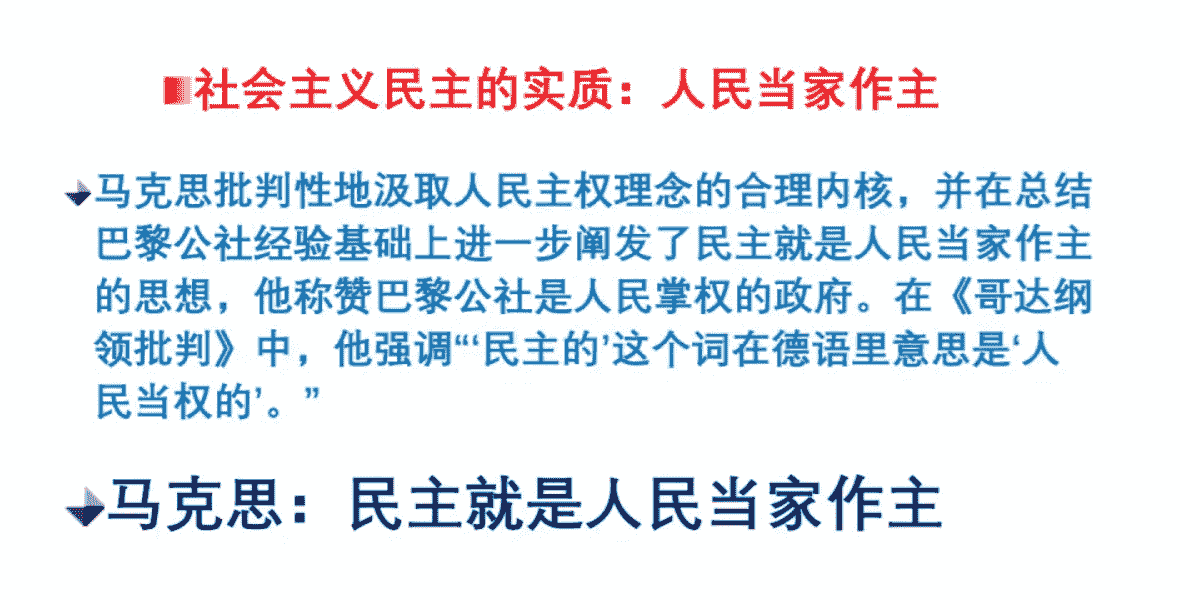 社会主义民主的实质：人民当家作主
马克思批判性地汲取人民主权理念的合理内核，并在总结
巴黎公社经验基础上进一步阐发了民主就是人民当家作主
的思想，他称赞巴黎公社是人民掌权的政府。在《哥达纲
领批判》中，他强调“‘民主的’这个词在德语里意思是‘人
民当权的’。”
马克思：民主就是人民当家作主